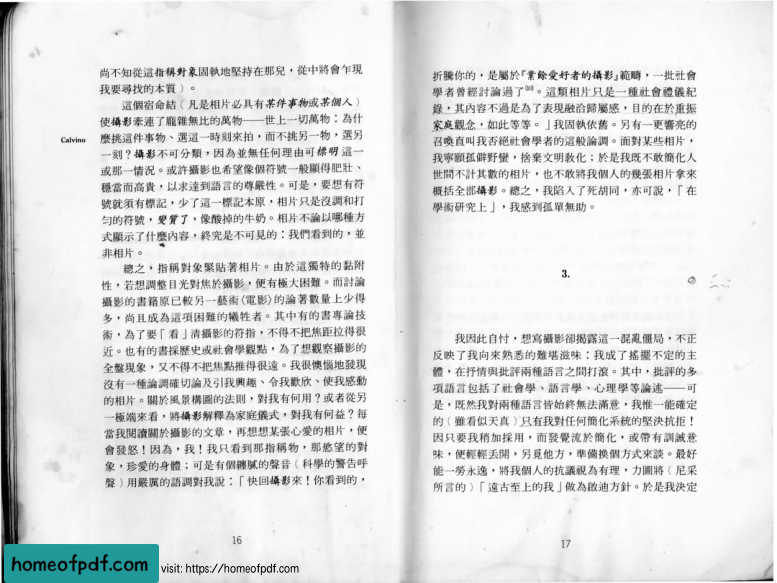 尚不知從這指稱對象固執地堅持在那兒，從中將會乍現
我要尋找的本質）。
這個宿命結（凡是相片必具有某件事物或某個人）
使攝影牽連了龐雜無比的萬物——世上一切萬物：為什
Calvino
麼挑這件事物、選這一時刻來拍，而不挑另一物，選另
一刻？攝影不可分類，因為並無任何理由可標明這一
或那一情況。或許攝影也希望像個符號一般顯得肥壯、
穩當而高貴，以求達到語言的尊嚴性。可是，要想有符
號就須有標記，少了這一標記本原，相片只是沒調和打
勻的符號，變質了，像酸掉的牛奶。相片不論以哪種方
式顯示了什麼內容，終究是不可見的：我們看到的，並
非相片。
總之，指稱對象緊貼著相片。由於這獨特的黏附
性，若想調整目光對焦於攝影，便有極大困難。而討論
攝影的書籍原已較另一藝術（電影）的論著數量上少得
多，尚且成為這項困難的犧牲者。其中有的書專論技
術，為了要「看」清攝影的符指，不得不把焦距拉得很
近。也有的書採歷史或社會學觀點，為了想觀察攝影的
全盤現象，又不得不把焦點推得很遠。我很懊惱地發現
沒有一種論調確切論及引我興趣、令我歡欣、使我感動
的相片。關於風景構圖的法則，對我有何用？或者從另
一極端來看，將攝影解釋為家庭儀式，對我有何益？每
當我閱讀關於攝影的文章，再想想某張心愛的相片，便
會發怒！因為，我！我只看到那指稱物，那慾望的對
象，珍愛的身體；可是有個纏膩的聲音（科學的警告呼
聲）用嚴厲的語調對我說：「快回攝影來！你看到的，
16
折騰你的，是屬於『業餘愛好者的攝影』範疇，一批社會
學者曾經討論過了。這類相片只是一種社會禮儀紀
錄，其內容不過是為了表現融洽歸屬感，目的在於重振
家庭觀念，如此等等。」我固執依舊。另有一更響亮的
召喚直叫我否絕社會學者的這般論調。面對某些相片，
我寧願孤僻野蠻，捨棄文明教化；於是我既不敢簡化人
世間不計其數的相片，也不敢將我個人的幾張相片拿來
概括全部攝影。總之，我陷入了死胡同，亦可說，「在
學術研究上」，我感到孤單無助。
3.
我因此自忖，想寫攝影卻揭露這一混亂僵局，不正
反映了我向來熟悉的難堪滋味：我成了搖擺不定的主
體，在抒情與批評兩種語言之間打滾。其中，批評的多
項語言包括了社會學、語言學、心理學等論述——可
是，既然我對兩種語言皆始終無法滿意，我惟一能確定
的（雖看似天真）只有我對任何簡化系統的堅決抗拒！
因只要我稍加採用，而發覺流於簡化，或帶有訓誡意
味，便輕輕丟開，另覓他方，準備換個方式來談。最好
能一勞永逸，將我個人的抗議視為有理，力圖將（尼采
所言的）「遠古至上的我」做為啟迪方針。於是我決定
17
homeofpdf.com
visit: https://homeofpdf.com